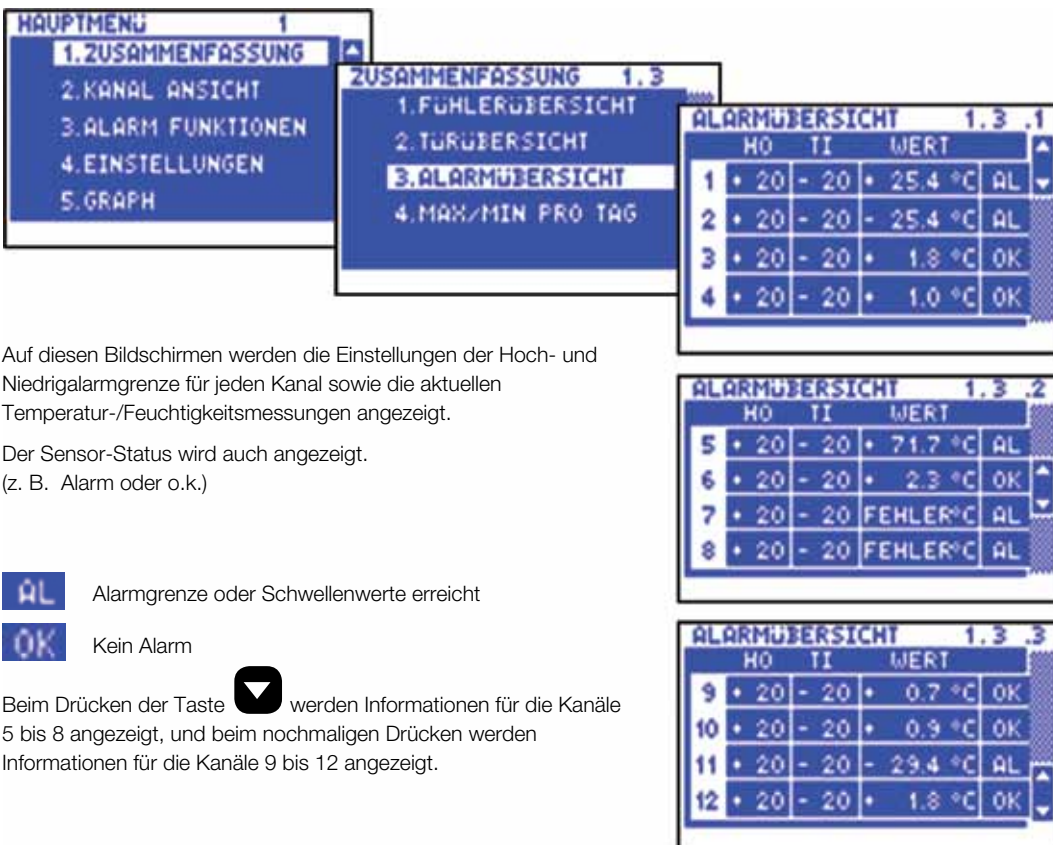 HAUPTMENÜ 1
1.ZUSAMMENFASSUNG
2.KANAL ANSICHT
3.ALARM FUNKTIONEN
4.EINSTELLUNGEN
5.GRAPH
ZUSAMMENFASSUNG 1.3
1.FÜHLERÜBERSICHT
2.TÜRÜBERSICHT
3.ALARMÜBERSICHT
4.MAX/MIN PRO TAG
ALARMÜBERSICHT 1.3 .1
HO TI WERT
1 + 20 - 20 + 25.4 °C AL
2 + 20 - 20 - 25.4 °C AL
3 + 20 - 20 + 1.8 °C OK
4 + 20 - 20 + 1.0 °C OK
Auf diesen Bildschirmen werden die Einstellungen der Hoch- und
Niedrigalarmgrenze für jeden Kanal sowie die aktuellen
Temperatur-/Feuchtigkeitsmessungen angezeigt.
Der Sensor-Status wird auch angezeigt.
(z. B. Alarm oder o.k.)
ALARMÜBERSICHT 1.3 .2
HO TI WERT
5 + 20 - 20 + 71.7 °C AL
6 + 20 - 20 + 2.3 °C OK
7 + 20 - 20 FEHLER°C AL
8 + 20 - 20 FEHLER°C AL
AL Alarmgrenze oder Schwellenwerte erreicht
OK Kein Alarm
Beim Drücken der Taste werden Informationen für die Kanäle
5 bis 8 angezeigt, und beim nochmaligen Drücken werden
Informationen für die Kanäle 9 bis 12 angezeigt.
ALARMÜBERSICHT 1.3 .3
HO TI WERT
9 + 20 - 20 + 0.7 °C OK
10 + 20 - 20 + 0.9 °C OK
11 + 20 - 20 - 29.4 °C AL
12 + 20 - 20 + 1.8 °C OK